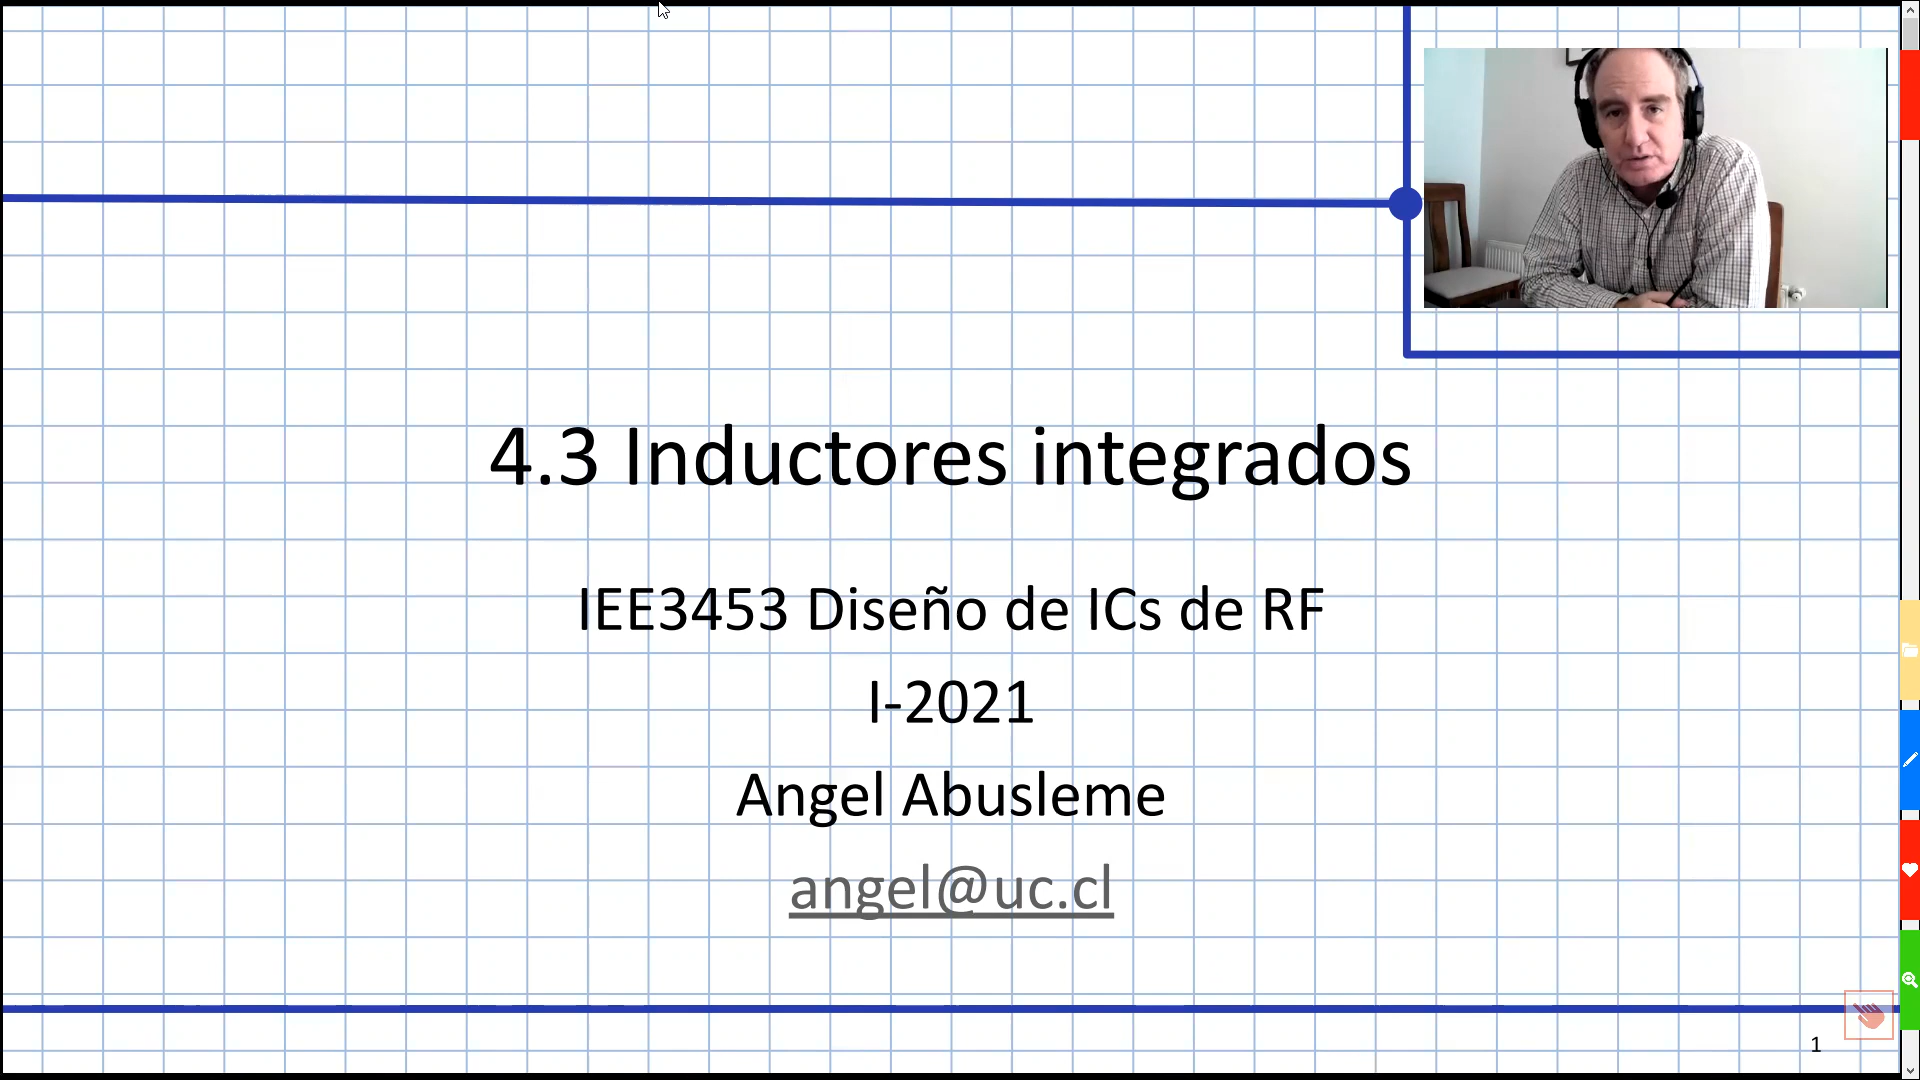 4.3 Inductores integrados
IEE3453 Diseño de ICs de RF
I-2021
Angel Abusleme
angel@uc.cl
1